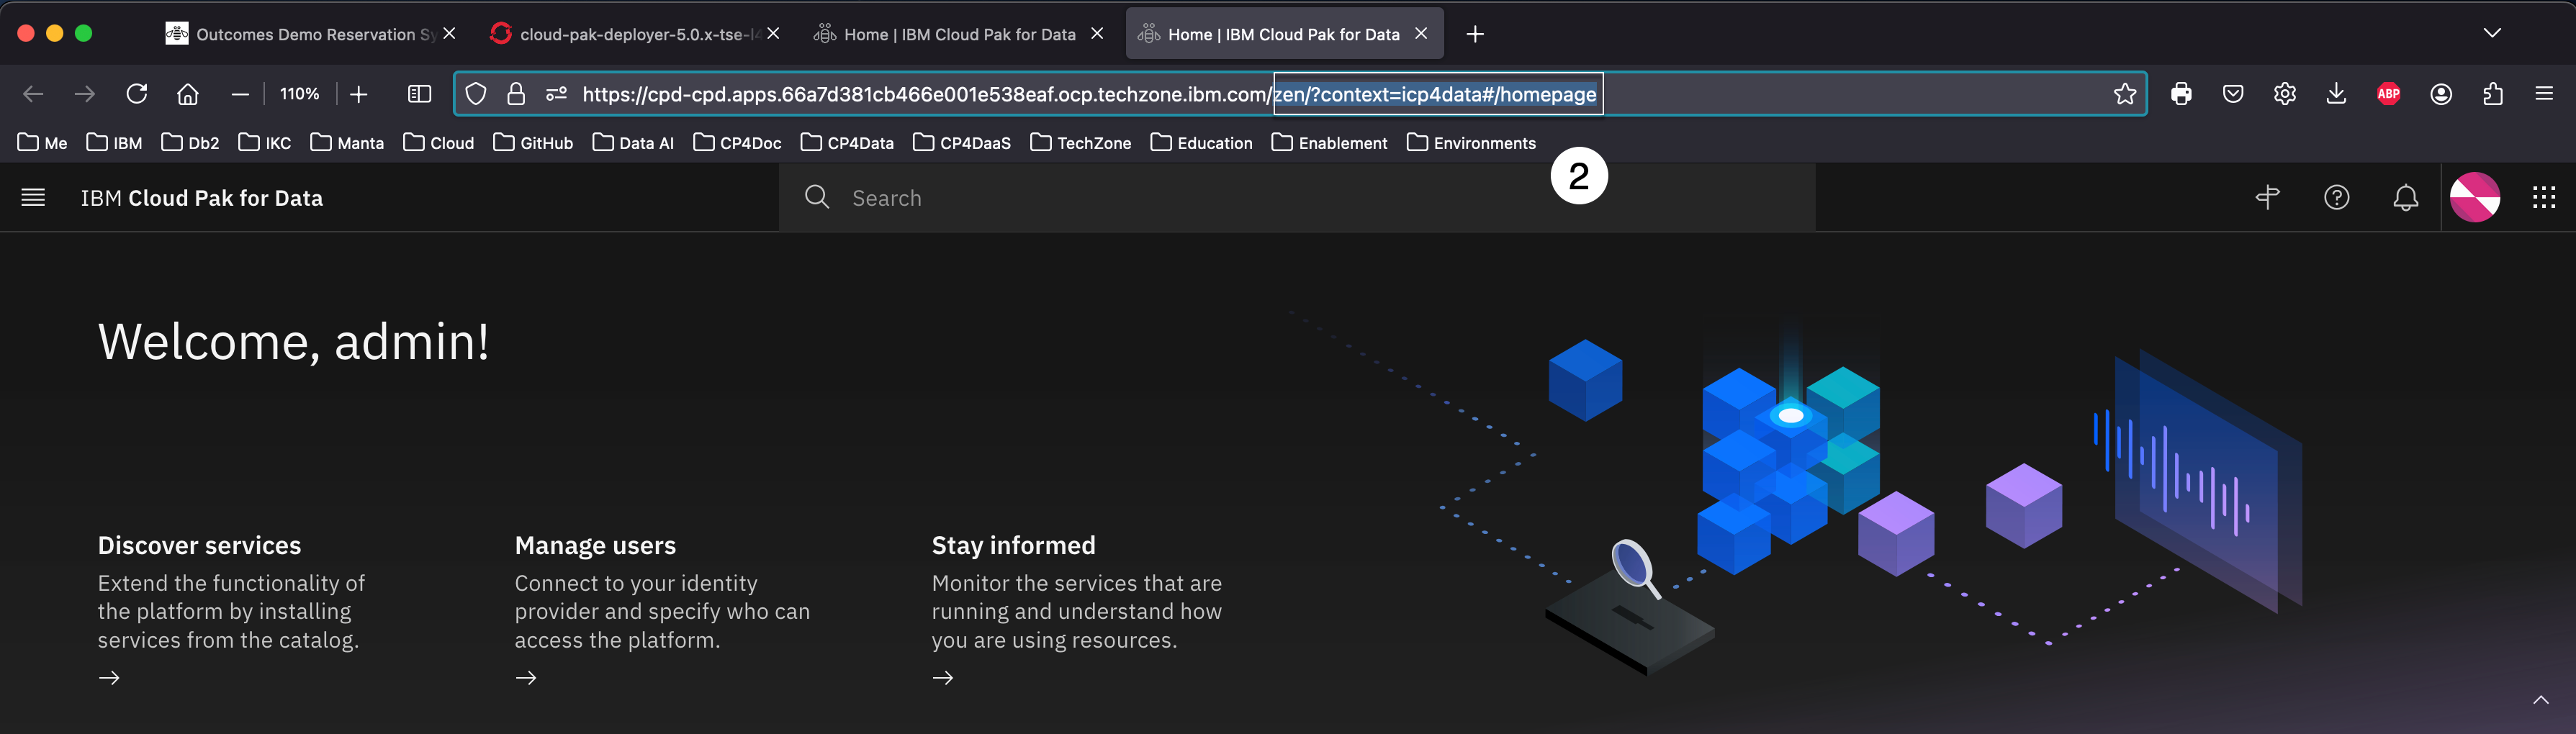 Outcomes Demo Reservation Sy
cloud-pak-deployer-5.0.x-tse-l4
Home | IBM Cloud Pak for Data
Home | IBM Cloud Pak for Data
110%
https://cpd-cpd.apps.66a7d381cb466e001e538eaf.ocp.techzone.ibm.com/zen/?context=icp4data#/homepage
ABP
Me IBM Db2 IKC Manta Cloud GitHub Data AI CP4Doc CP4Data CP4DaaS TechZone Education Enablement Environments
2
IBM Cloud Pak for Data
Search
Welcome, admin!
Discover services
Extend the functionality of
the platform by installing
services from the catalog.
Manage users
Connect to your identity
provider and specify who can
access the platform.
Stay informed
Monitor the services that are
running and understand how
you are using resources.